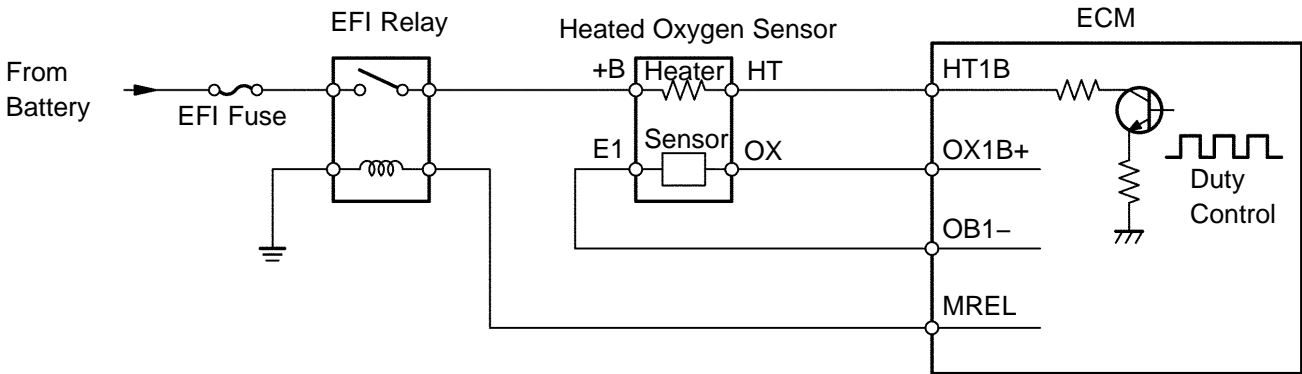 EFI Relay
Heated Oxygen Sensor
ECM
From
Battery
EFI Fuse
+B
Heater
HT
HT1B
E1
Sensor
OX
OX1B+
Duty
Control
OB1−
MREL